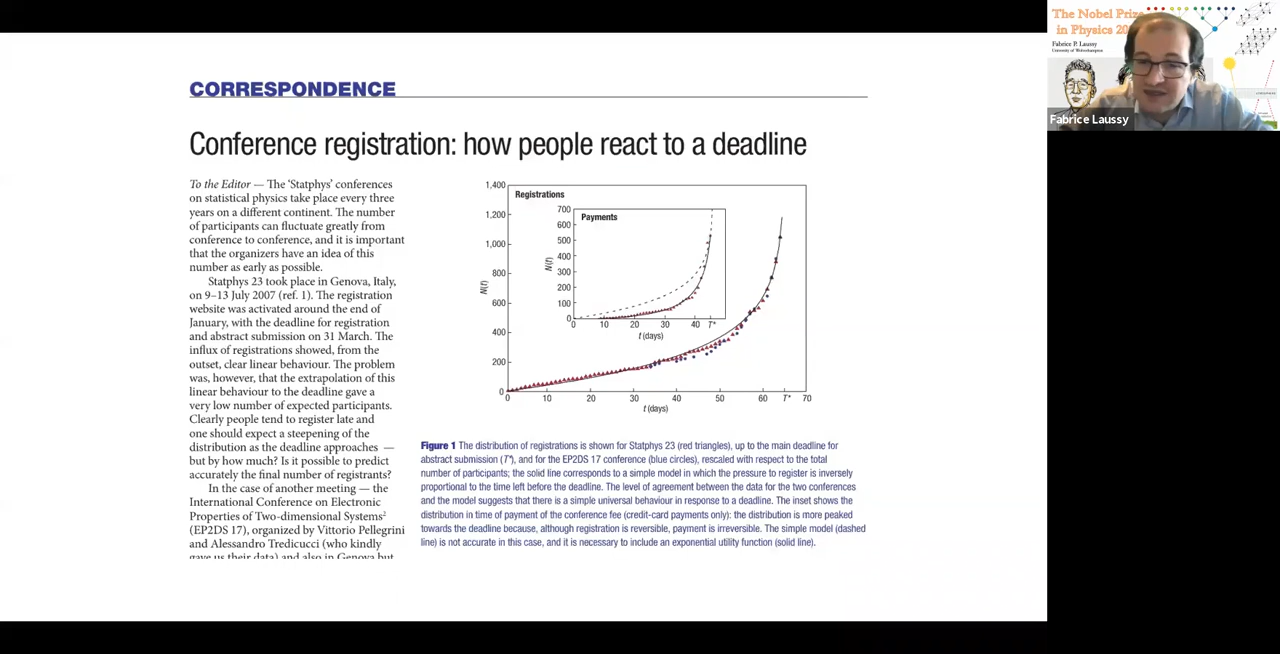 CORRESPONDENCE
Conference registration: how people react to a deadline
To the Editor — The ‘Statphys’ conferences
on statistical physics take place every three
years on a different continent. The number
of participants can fluctuate greatly from
conference to conference, and it is important
that the organizers have an idea of this
number as early as possible.
Statphys 23 took place in Genova, Italy,
on 9–13 July 2007 (ref. 1). The registration
website was activated around the end of
January, with the deadline for registration
and abstract submission on 31 March. The
influx of registrations showed, from the
outset, clear linear behaviour. The problem
was, however, that the extrapolation of this
linear behaviour to the deadline gave a
very low number of expected participants.
Clearly people tend to register late and
one should expect a steepening of the
distribution as the deadline approaches —
but by how much? Is it possible to predict
accurately the final number of registrants?
In the case of another meeting — the
International Conference on Electronic
Properties of Two-dimensional Systems²
(EP2DS 17), organized by Vittorio Pellegrini
and Alessandro Tredicucci (who kindly
gave us their data) and also in Genova but
1,400
1,200
1,000
800
600
400
200
0
N(t)
Registrations
700
600
500
400
300
200
100
0
N(t)
Payments
0 10 20 30 40 T*
t (days)
0 10 20 30 40 50 60 T* 70
t (days)
Figure 1 The distribution of registrations is shown for Statphys 23 (red triangles), up to the main deadline for
abstract submission (T*), and for the EP2DS 17 conference (blue circles), rescaled with respect to the total
number of participants; the solid line corresponds to a simple model in which the pressure to register is inversely
proportional to the time left before the deadline. The level of agreement between the data for the two conferences
and the model suggests that there is a simple universal behaviour in response to a deadline. The inset shows the
distribution in time of payment of the conference fee (credit-card payments only): the distribution is more peaked
towards the deadline because, although registration is reversible, payment is irreversible. The simple model (dashed
line) is not accurate in this case, and it is necessary to include an exponential utility function (solid line).
The Nobel Prize
in Physics 20
Fabrice P. Laussy
University of Wolverhampton
Fabrice Laussy